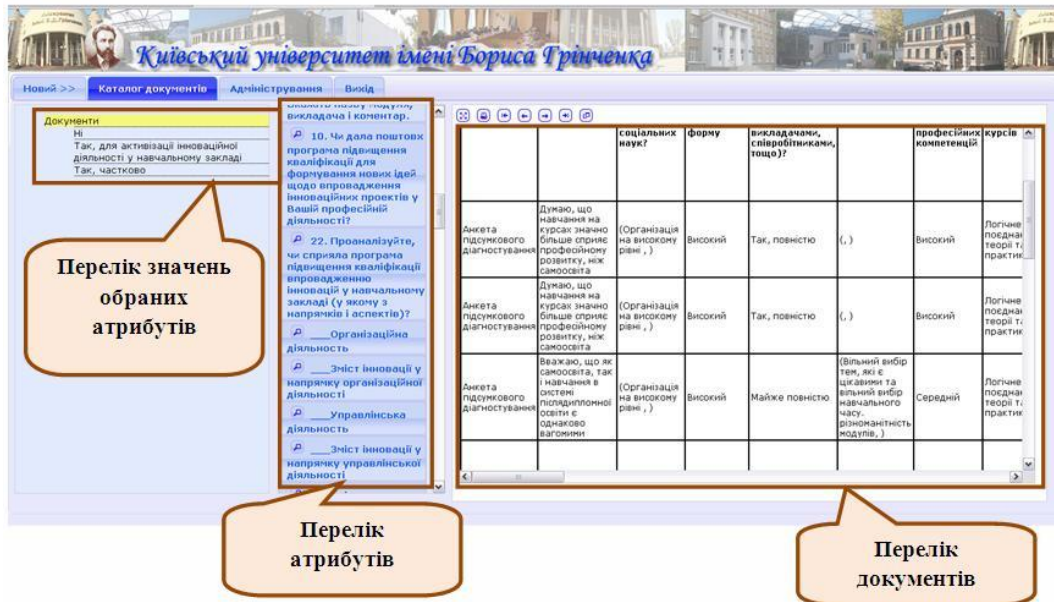 Київський університет імені Бориса Грінченка
Новий >> Каталог документів Адміністрування Вихід
Документи
Ні
Так, для активізації інноваційної
діяльності у навчальному закладі
Так, частково
Перелік значень
обраних
атрибутів
викладача і коментар.
10. Чи дала поштовх
програма підвищення
кваліфікації для
формування нових ідей
щодо впровадження
інноваційних проектів у
Вашій професійній
діяльності?
22. Проаналізуйте,
чи сприяла програма
підвищення кваліфікації
впровадженню
інновацій у навчальному
закладі (у якому з
напрямків і аспектів)?
___Організаційна
діяльність
___Зміст інновації у
напрямку організаційної
діяльності
___Управлінська
діяльность
___Зміст інновації у
напрямку управлінської
діяльності
Перелік
атрибутів
соціальних
наук?
форму
викладачами,
співробітниками,
тощо)?
професійних
компетенцій
курсів
Анкета
підсумкового
діагностування
Думаю, що
навчання на
курсах значно
більше сприяє
професійному
розвитку, ніж
самоосвіта
(Організація
на високому
рівні , )
Високий
Так, повністю
(, )
Високий
Логічне
поєднан
теорії та
практик
Анкета
підсумкового
діагностування
Думаю, що
навчання на
курсах значно
більше сприяє
професійному
розвитку, ніж
самоосвіта
(Організація
на високому
рівні , )
Високий
Так, повністю
(, )
Високий
Логічне
поєднан
теорії та
практик
Анкета
підсумкового
діагностування
Вважаю, що як
самоосвіта, так
і навчання в
системі
післядипломної
освіти є
однаково
вагомими
(Організація
на високому
рівні , )
Високий
Майже повністю
(Вільний вибір
тем, які є
цікавими та
вільний вибір
навчального
часу.
різноманітність
модулів, )
Середній
Логічне
поєднан
теорії та
практик
Перелік
документів